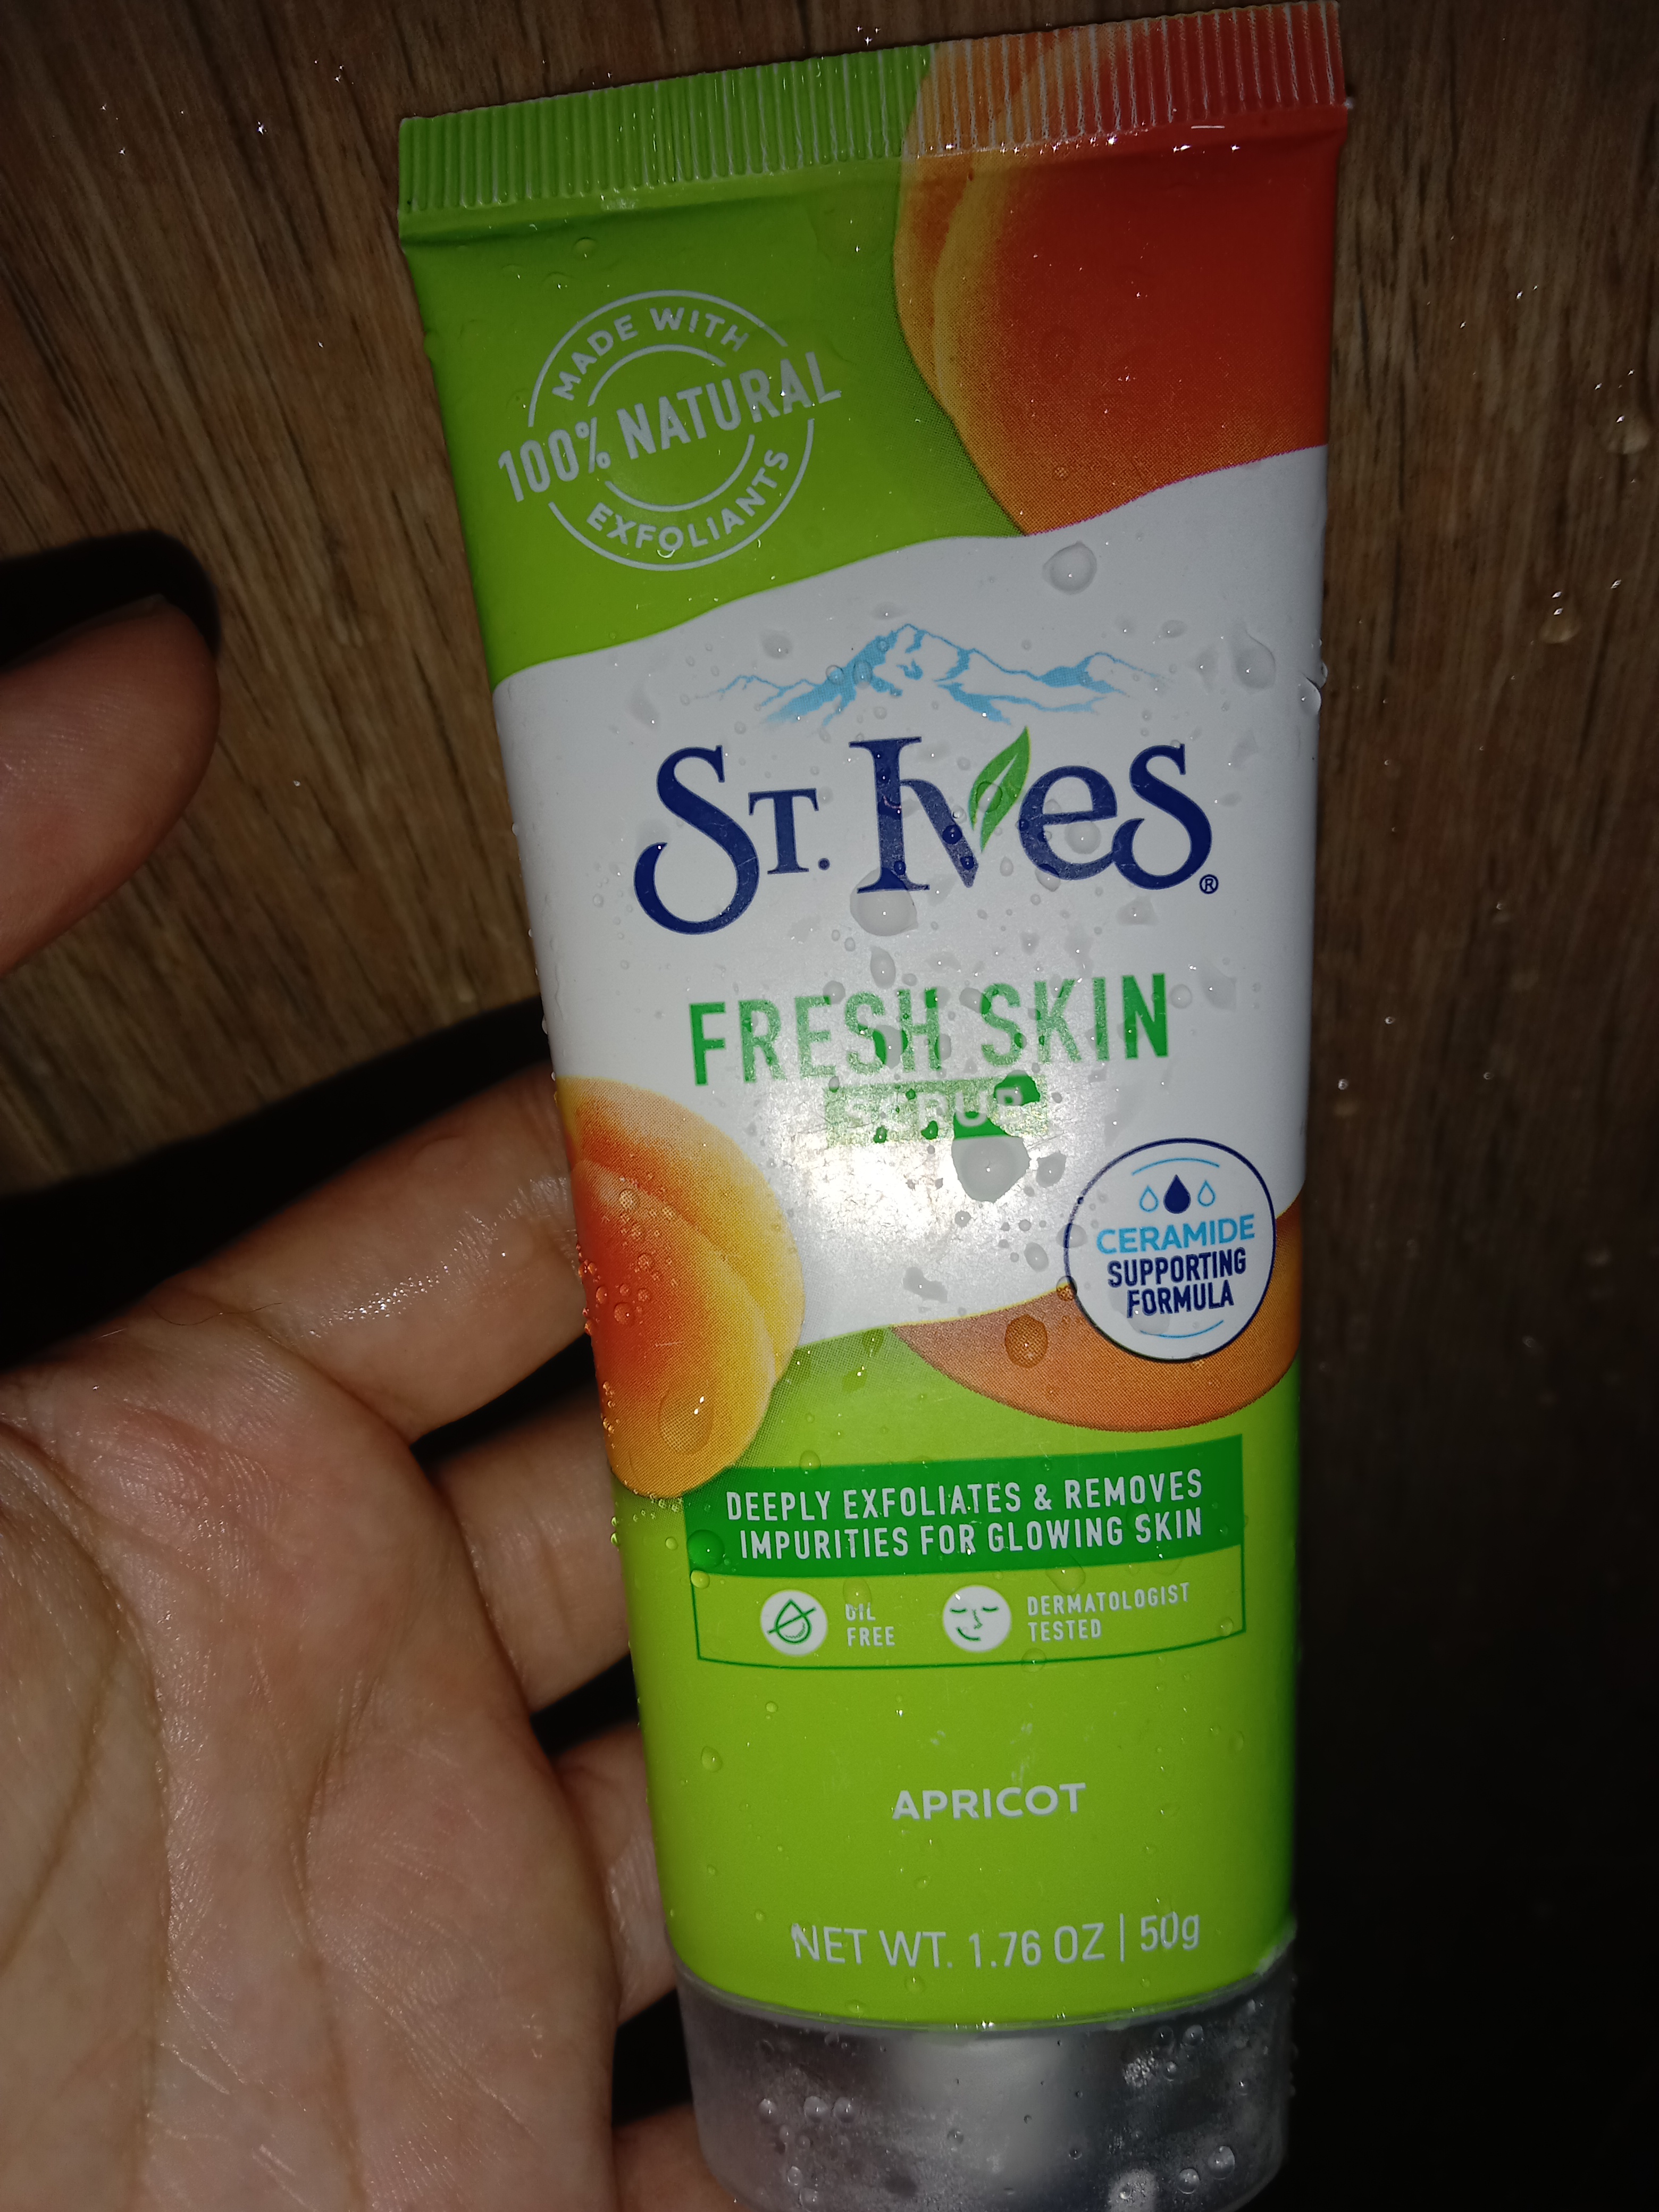 MADE WITH
100% NATURAL
EXFOLIANTS
ST. Ives®
FRESH SKIN
SCRUB
CERAMIDE
SUPPORTING
FORMULA
DEEPLY EXFOLIATES & REMOVES
IMPURITIES FOR GLOWING SKIN
OIL
FREE
DERMATOLOGIST
TESTED
APRICOT
NET WT. 1.76 OZ | 50g